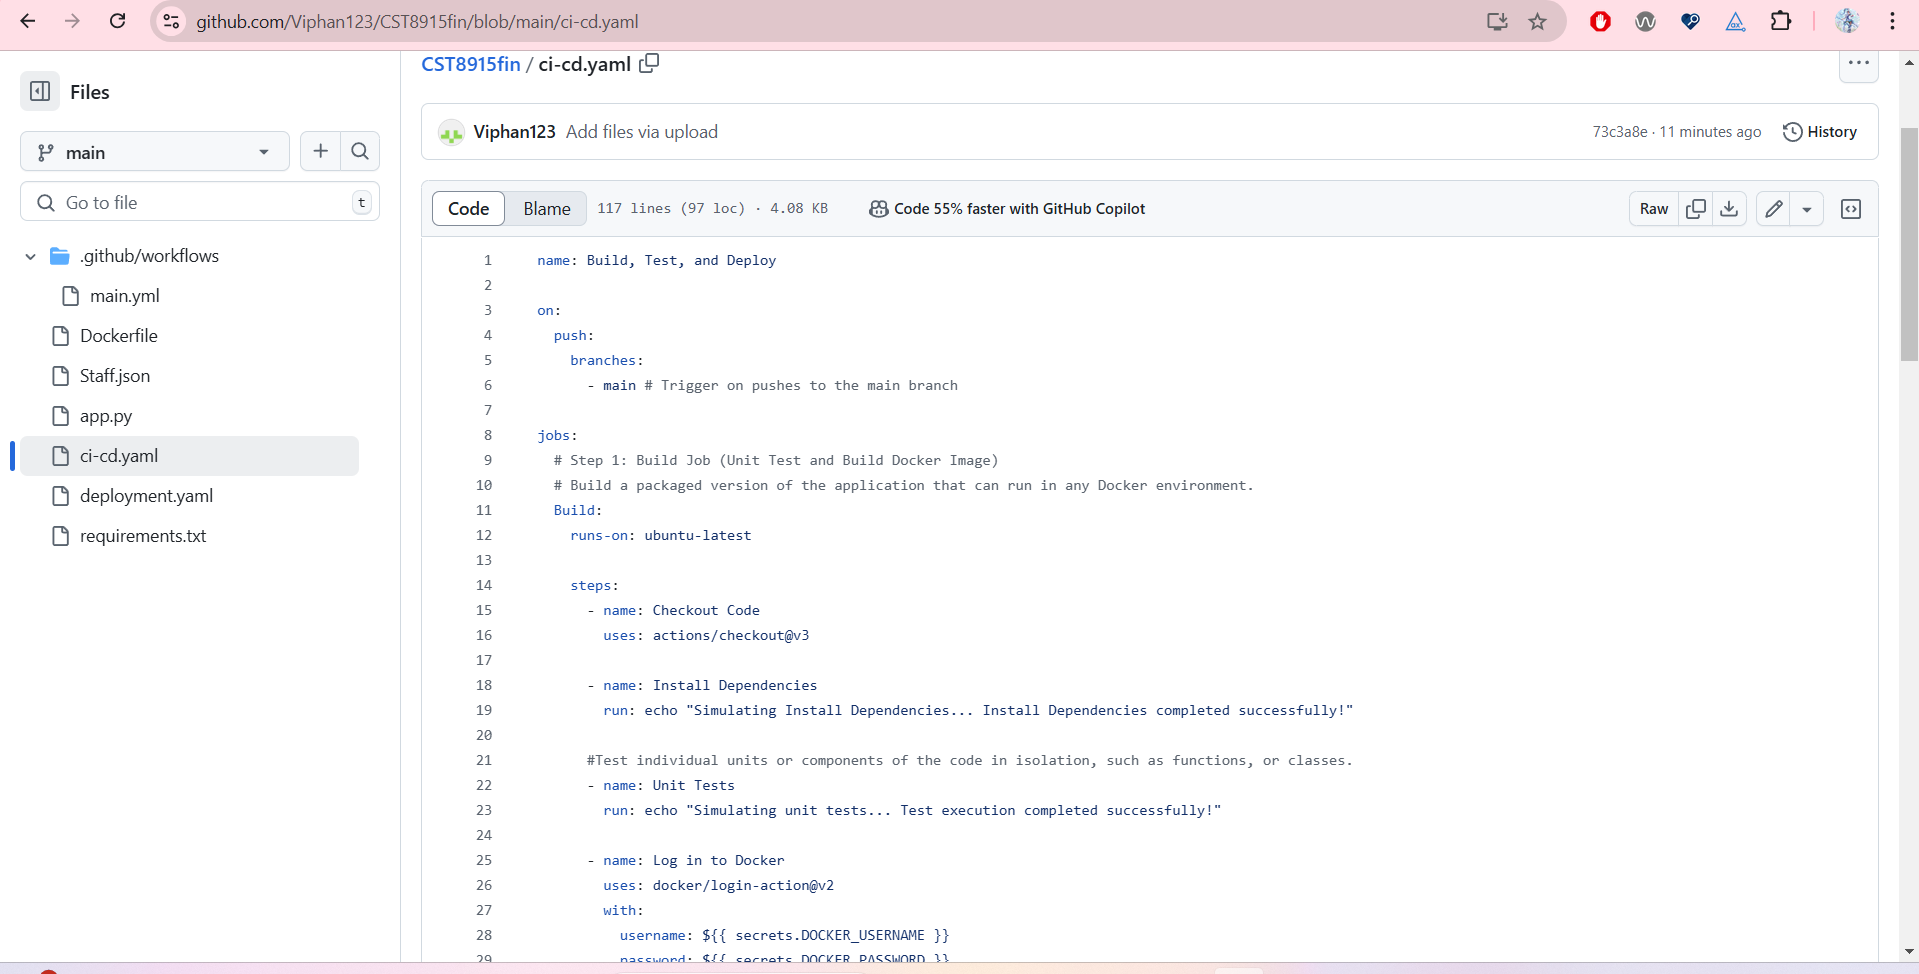 github.com/Viphan123/CST8915fin/blob/main/ci-cd.yaml
Files
main
Go to file
t
.github/workflows
main.yml
Dockerfile
Staff.json
app.py
ci-cd.yaml
deployment.yaml
requirements.txt
CST8915fin / ci-cd.yaml
Viphan123 Add files via upload
73c3a8e · 11 minutes ago
History
Code
Blame
117 lines (97 loc) · 4.08 KB
Code 55% faster with GitHub Copilot
Raw
1 name: Build, Test, and Deploy
2
3 on:
4 push:
5 branches:
6 - main # Trigger on pushes to the main branch
7
8 jobs:
9 # Step 1: Build Job (Unit Test and Build Docker Image)
10 # Build a packaged version of the application that can run in any Docker environment.
11 Build:
12 runs-on: ubuntu-latest
13
14 steps:
15 - name: Checkout Code
16 uses: actions/checkout@v3
17
18 - name: Install Dependencies
19 run: echo "Simulating Install Dependencies... Install Dependencies completed successfully!"
20
21 #Test individual units or components of the code in isolation, such as functions, or classes.
22 - name: Unit Tests
23 run: echo "Simulating unit tests... Test execution completed successfully!"
24
25 - name: Log in to Docker
26 uses: docker/login-action@v2
27 with:
28 username: ${{ secrets.DOCKER_USERNAME }}
29 password: ${{ secrets.DOCKER_PASSWORD }}